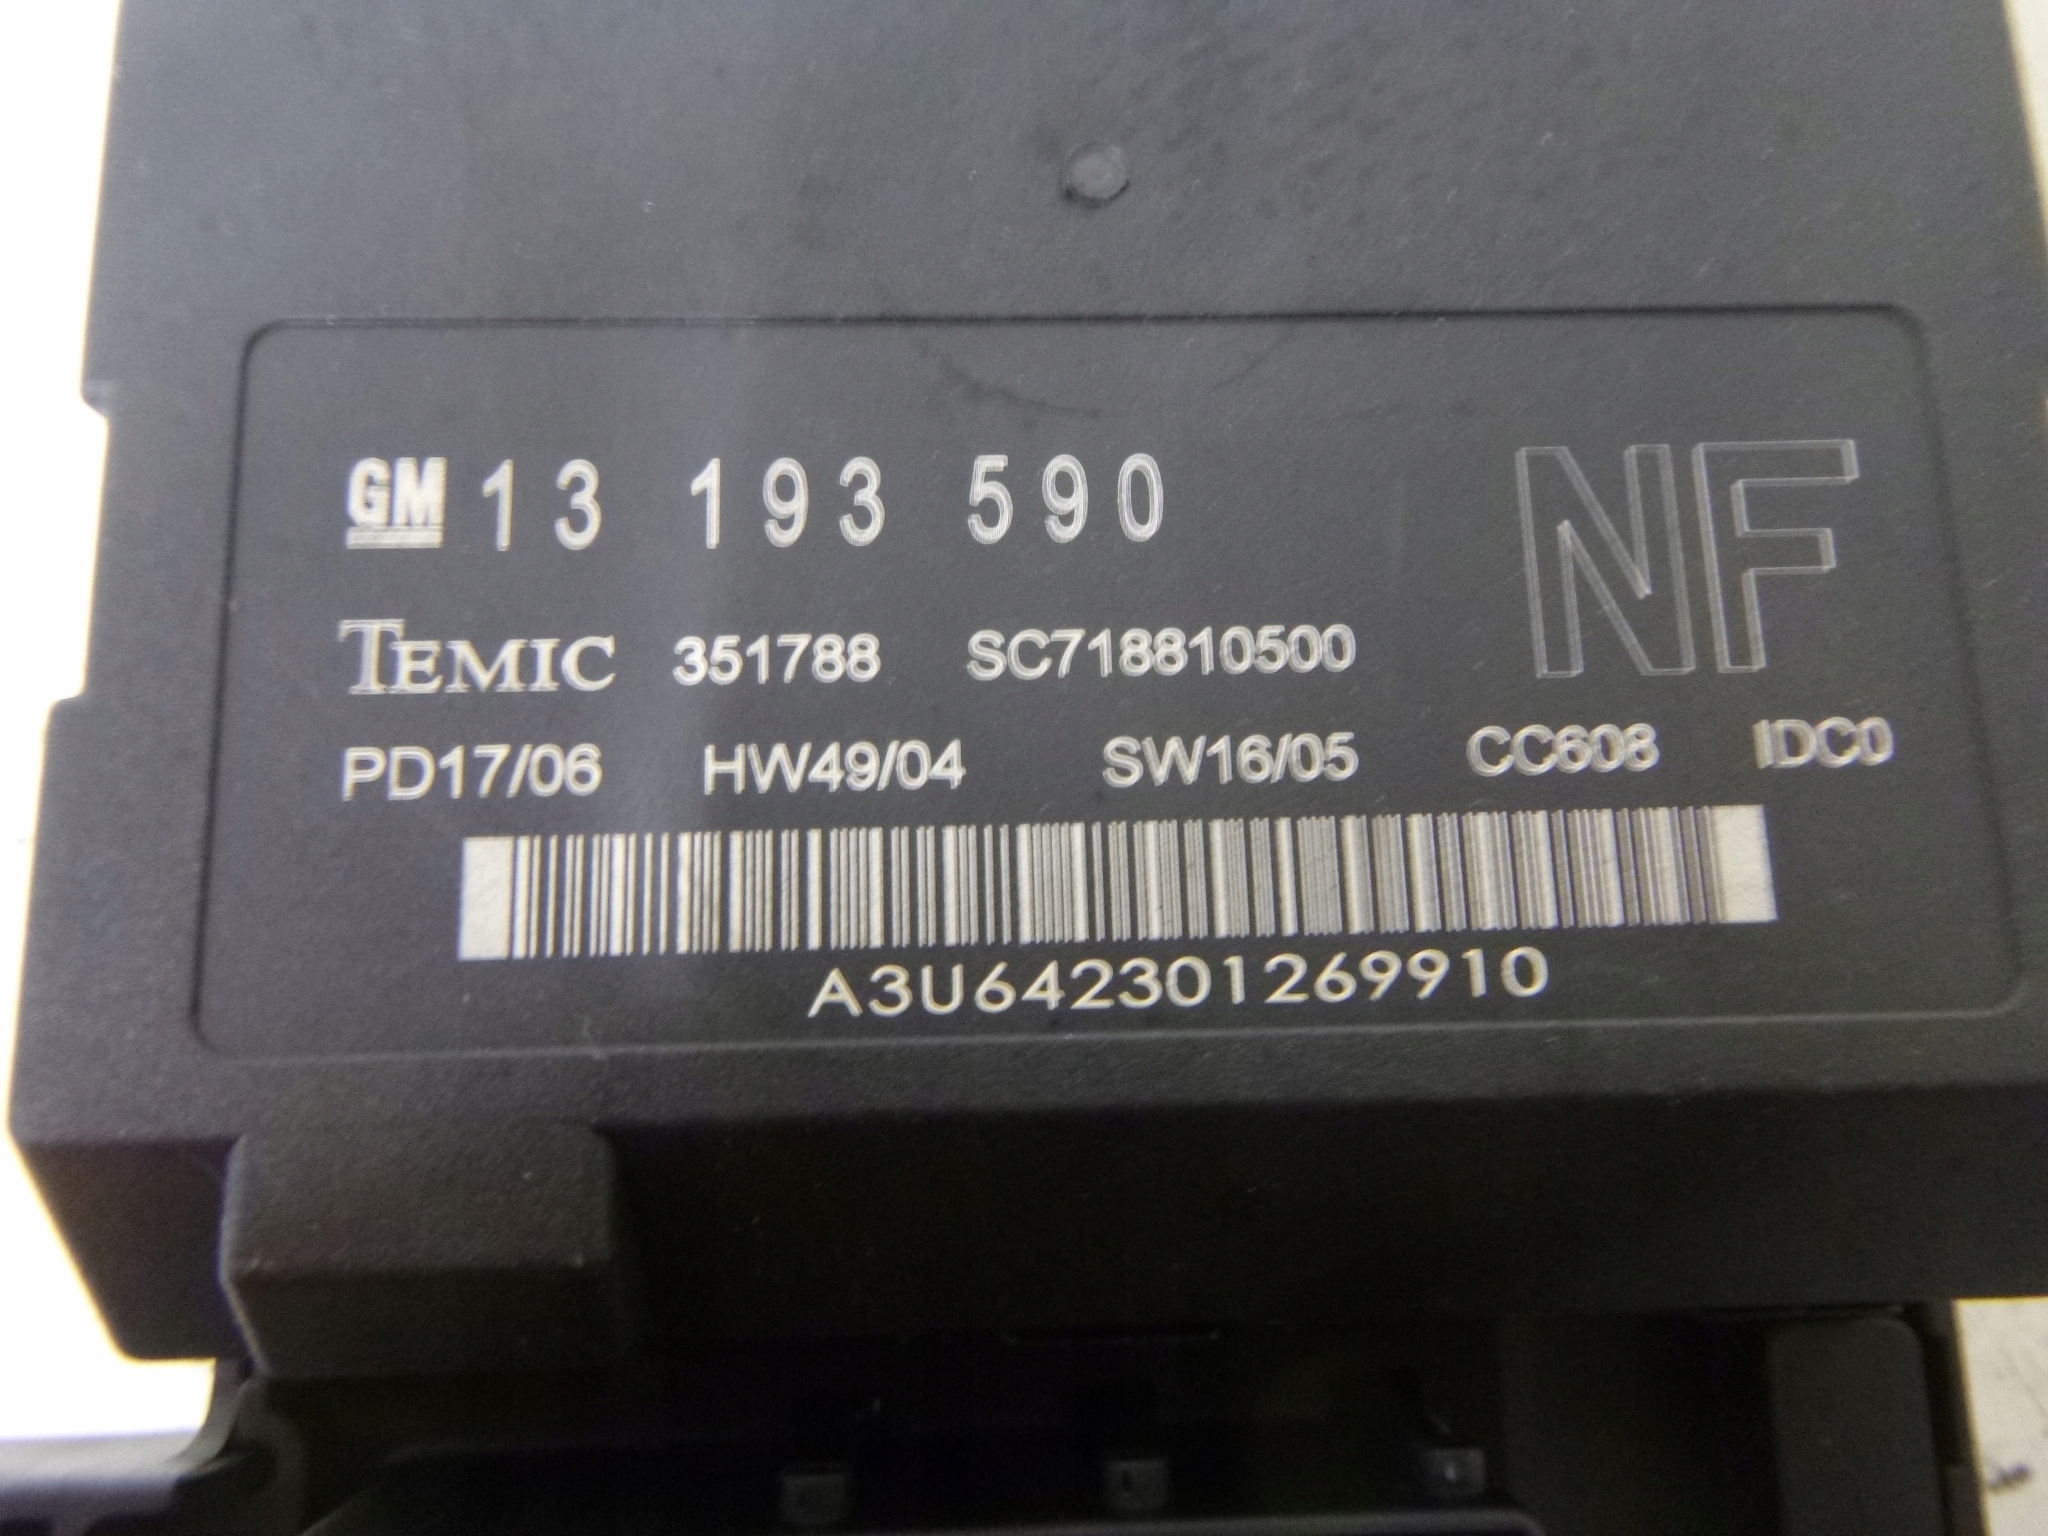 GM 13 193 590 NF
TEMIC 351788 SC718810500
PD17/06 HW49/04 SW16/05 CC608 IDC0
A3U642301269910